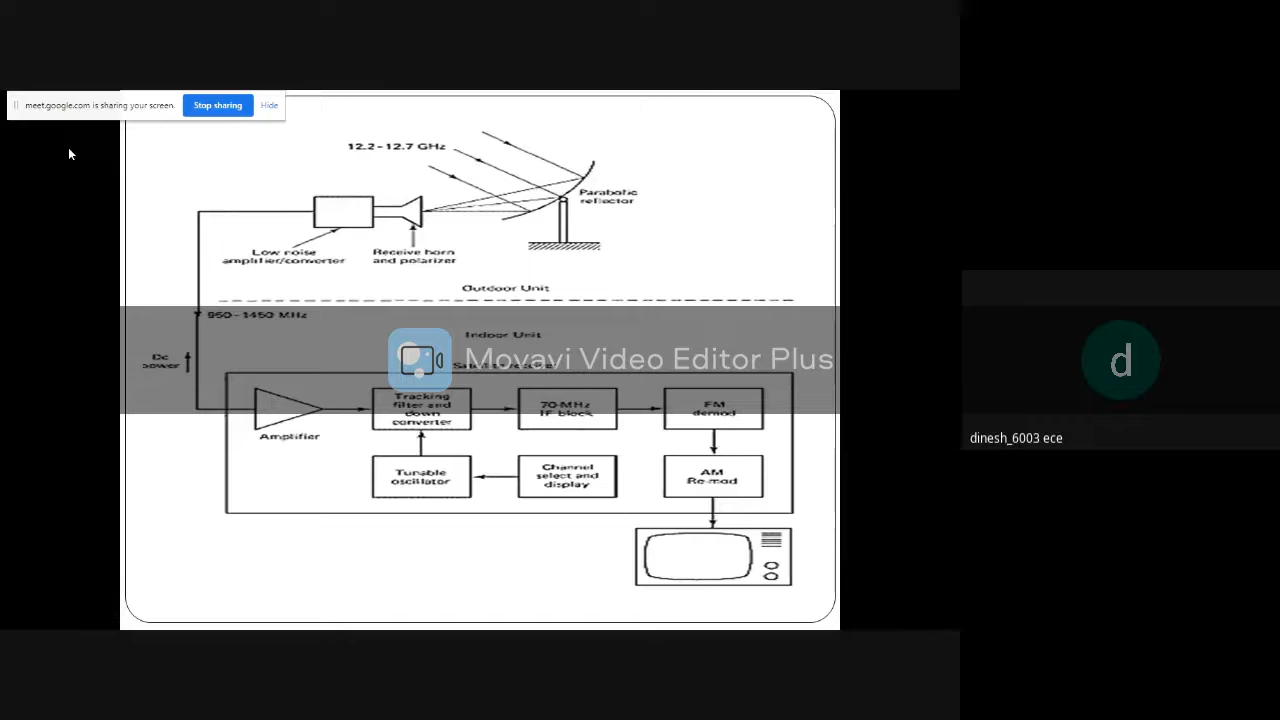 meet.google.com is sharing your screen.
Stop sharing
Hide
12.2-12.7 GHz
Parabolic
reflector
Low noise
amplifier/converter
Receive horn
and polarizer
Outdoor Unit
950-1450 MHz
Indoor Unit
Movavi Video Editor Plus
Dc
power
Tracking
filter and
down
converter
70-MHz
IF block
FM
demod
Amplifier
Tunable
oscillator
Channel
select and
display
AM
Re-mod
dinesh_6003 ece
d